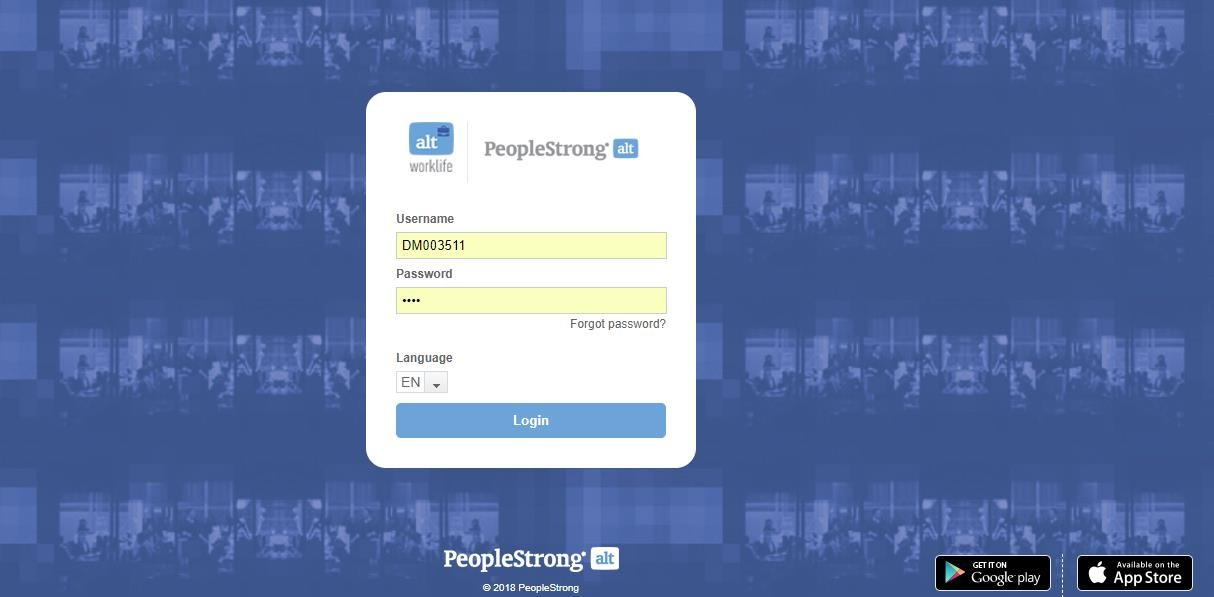 alt
worklife
PeopleStrong alt
Username
DM003511
Password
••••
Forgot password?
Language
EN
Login
PeopleStrong alt
© 2018 PeopleStrong
GET IT ON
Google play
Available on the
App Store